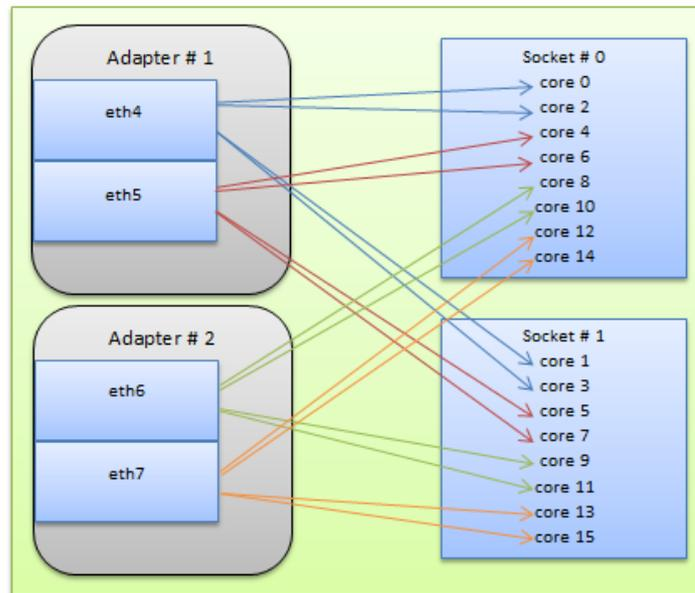 Adapter # 1
eth4
eth5
Adapter # 2
eth6
eth7
Socket # 0
core 0
core 2
core 4
core 6
core 8
core 10
core 12
core 14
Socket # 1
core 1
core 3
core 5
core 7
core 9
core 11
core 13
core 15